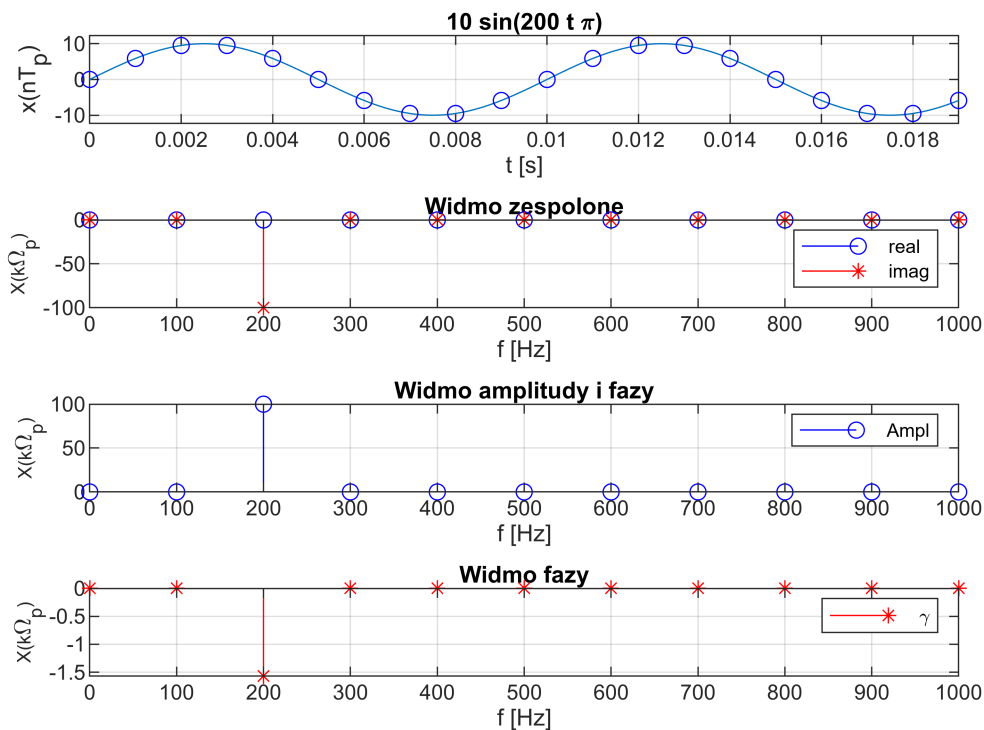 10 sin(200 t π)
x(nT_p)
10
0
-10
0 0.002 0.004 0.006 0.008 0.01 0.012 0.014 0.016 0.018
t [s]
Widmo zespolone
X(kΩ_p)
0
-50
-100
real
imag
0 100 200 300 400 500 600 700 800 900 1000
f [Hz]
Widmo amplitudy i fazy
X(kΩ_p)
100
50
0
Ampl
0 100 200 300 400 500 600 700 800 900 1000
f [Hz]
Widmo fazy
X(kΩ_p)
0
-0.5
-1
-1.5
γ
0 100 200 300 400 500 600 700 800 900 1000
f [Hz]